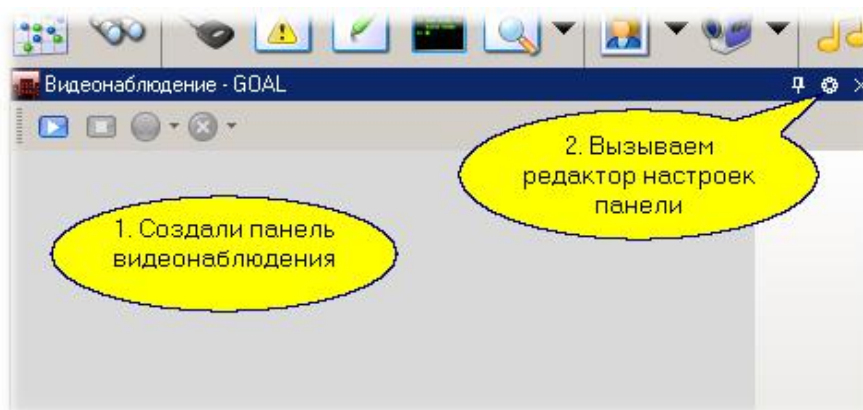 Видеонаблюдение - GOAL
2. Вызываем
редактор настроек
панели
1. Создали панель
видеонаблюдения